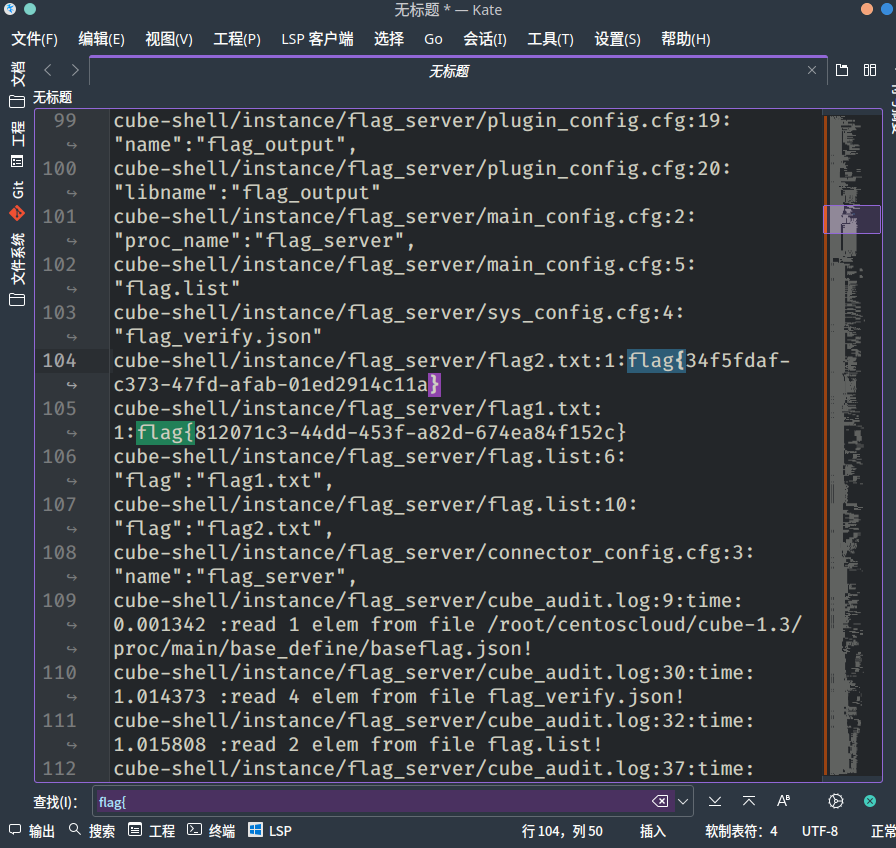 无标题 * — Kate
文件(F) 编辑(E) 视图(V) 工程(P) LSP 客户端 选择 Go 会话(I) 工具(T) 设置(S) 帮助(H)
文档
工程
Git
文件系统
无标题
无标题
99 cube-shell/instance/flag_server/plugin_config.cfg:19:
"name":"flag_output",
100 cube-shell/instance/flag_server/plugin_config.cfg:20:
"libname":"flag_output"
101 cube-shell/instance/flag_server/main_config.cfg:2:
"proc_name":"flag_server",
102 cube-shell/instance/flag_server/main_config.cfg:5:
"flag.list"
103 cube-shell/instance/flag_server/sys_config.cfg:4:
"flag_verify.json"
104 cube-shell/instance/flag_server/flag2.txt:1:flag{34f5fdaf-
c373-47fd-afab-01ed2914c11a}
105 cube-shell/instance/flag_server/flag1.txt:
1:flag{812071c3-44dd-453f-a82d-674ea84f152c}
106 cube-shell/instance/flag_server/flag.list:6:
"flag":"flag1.txt",
107 cube-shell/instance/flag_server/flag.list:10:
"flag":"flag2.txt",
108 cube-shell/instance/flag_server/connector_config.cfg:3:
"name":"flag_server",
109 cube-shell/instance/flag_server/cube_audit.log:9:time:
0.001342 :read 1 elem from file /root/centoscloud/cube-1.3/
proc/main/base_define/baseflag.json!
110 cube-shell/instance/flag_server/cube_audit.log:30:time:
1.014373 :read 4 elem from file flag_verify.json!
111 cube-shell/instance/flag_server/cube_audit.log:32:time:
1.015808 :read 2 elem from file flag.list!
112 cube-shell/instance/flag_server/cube_audit.log:37:time:
查找(I): flag{
输出 搜索 工程 终端 LSP 行 104，列 50 插入 软制表符：4 UTF-8 正常